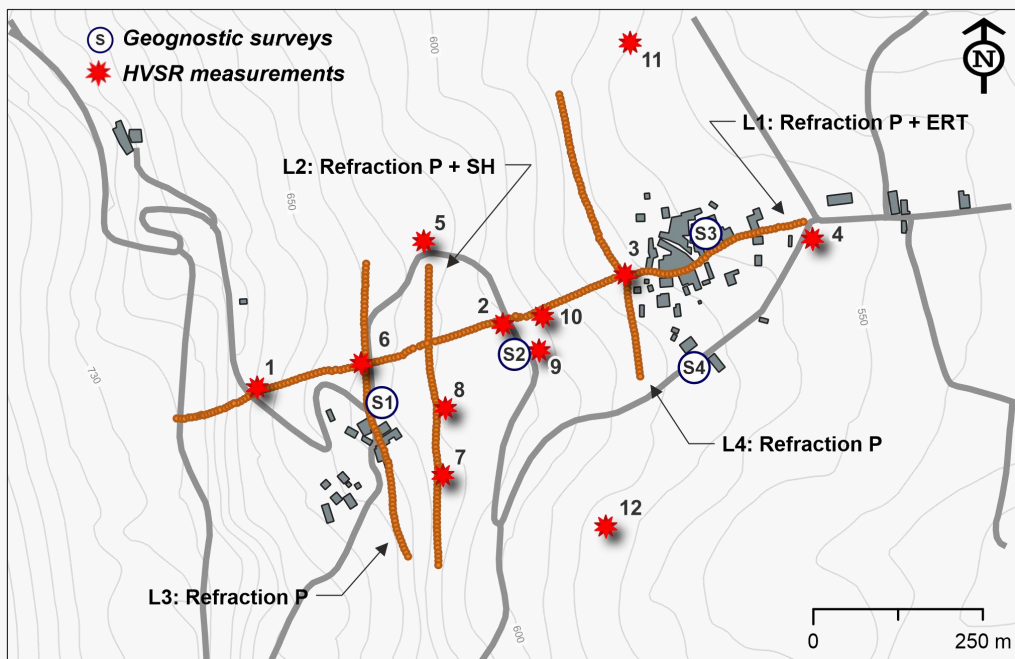 S Geognostic surveys
HVSR measurements
600
N
11
L1: Refraction P + ERT
L2: Refraction P + SH
650
5
S3
4
3
2
10
550
6
S2
9
1
S4
730
S1
8
L4: Refraction P
7
12
L3: Refraction P
600
0
250 m